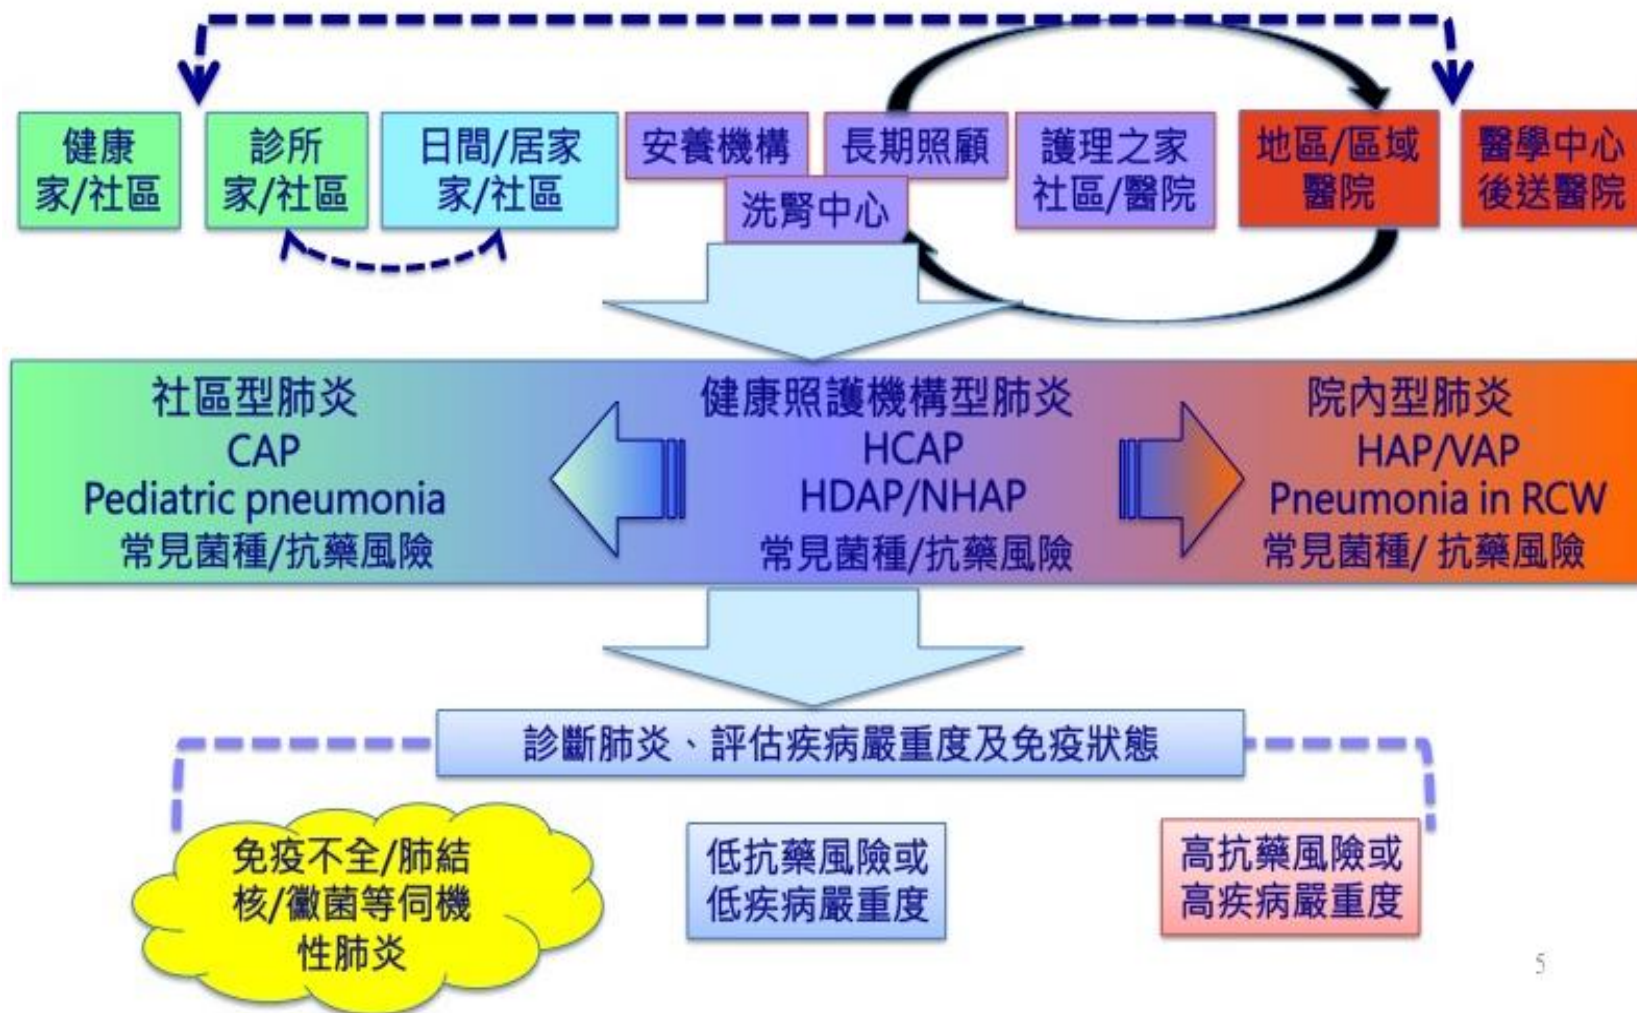 健康
家/社區
診所
家/社區
日間/居家
家/社區
安養機構
長期照顧
洗腎中心
護理之家
社區/醫院
地區/區域
醫院
醫學中心
後送醫院
社區型肺炎
CAP
Pediatric pneumonia
常見菌種/抗藥風險
健康照護機構型肺炎
HCAP
HDAP/NHAP
常見菌種/抗藥風險
院內型肺炎
HAP/VAP
Pneumonia in RCW
常見菌種/ 抗藥風險
診斷肺炎、評估疾病嚴重度及免疫狀態
免疫不全/肺結
核/黴菌等伺機
性肺炎
低抗藥風險或
低疾病嚴重度
高抗藥風險或
高疾病嚴重度
5